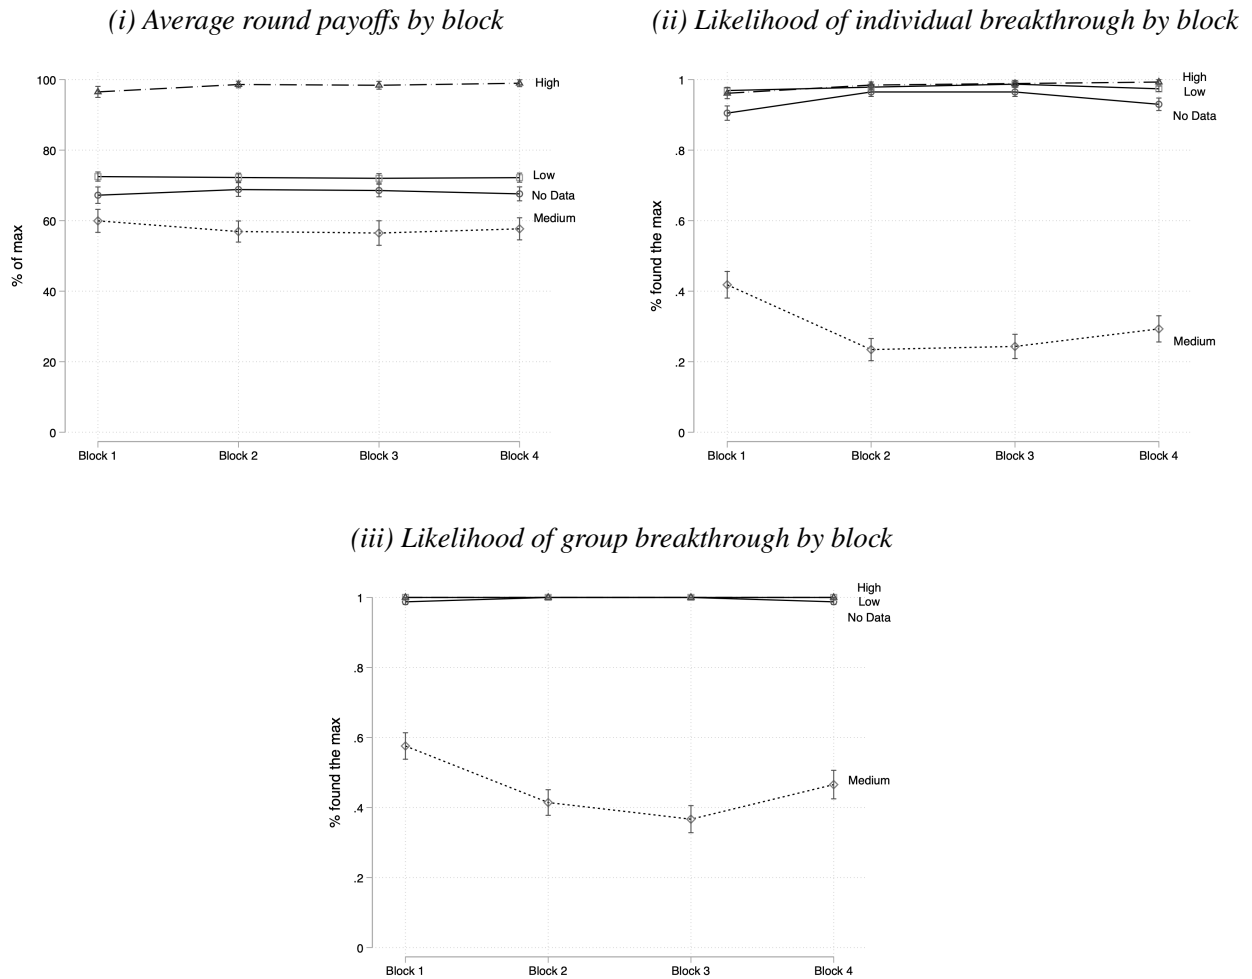 (i) Average round payoffs by block
100
80
60
40
20
0
% of max
High
Low
No Data
Medium
Block 1
Block 2
Block 3
Block 4
(ii) Likelihood of individual breakthrough by block
1
.8
.6
.4
.2
0
% found the max
High
Low
No Data
Medium
Block 1
Block 2
Block 3
Block 4
(iii) Likelihood of group breakthrough by block
1
.8
.6
.4
.2
0
% found the max
High
Low
No Data
Medium
Block 1
Block 2
Block 3
Block 4